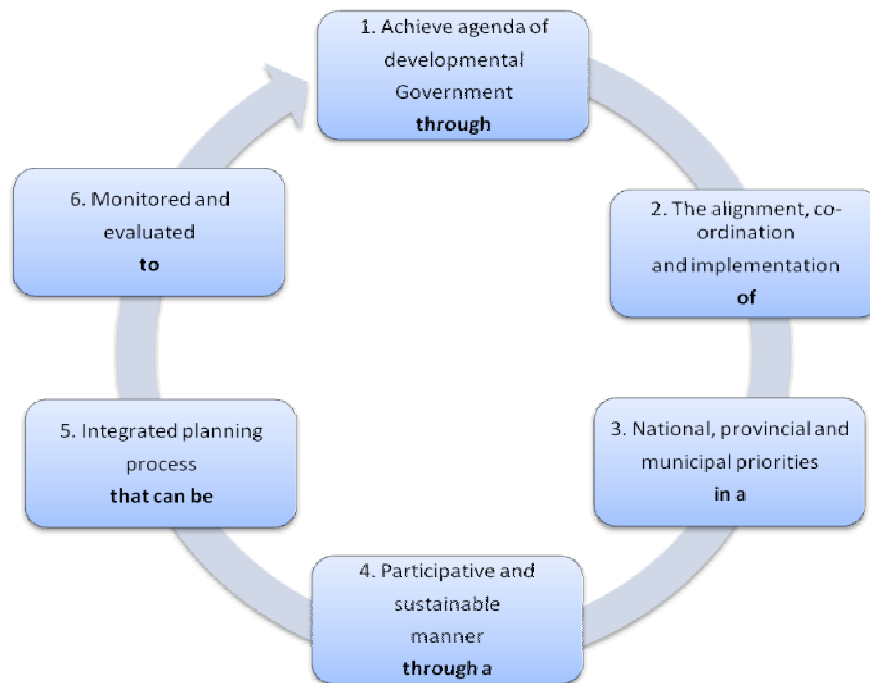 1. Achieve agenda of
developmental
Government
through
2. The alignment, co-
ordination
and implementation
of
3. National, provincial and
municipal priorities
in a
4. Participative and
sustainable
manner
through a
5. Integrated planning
process
that can be
6. Monitored and
evaluated
to